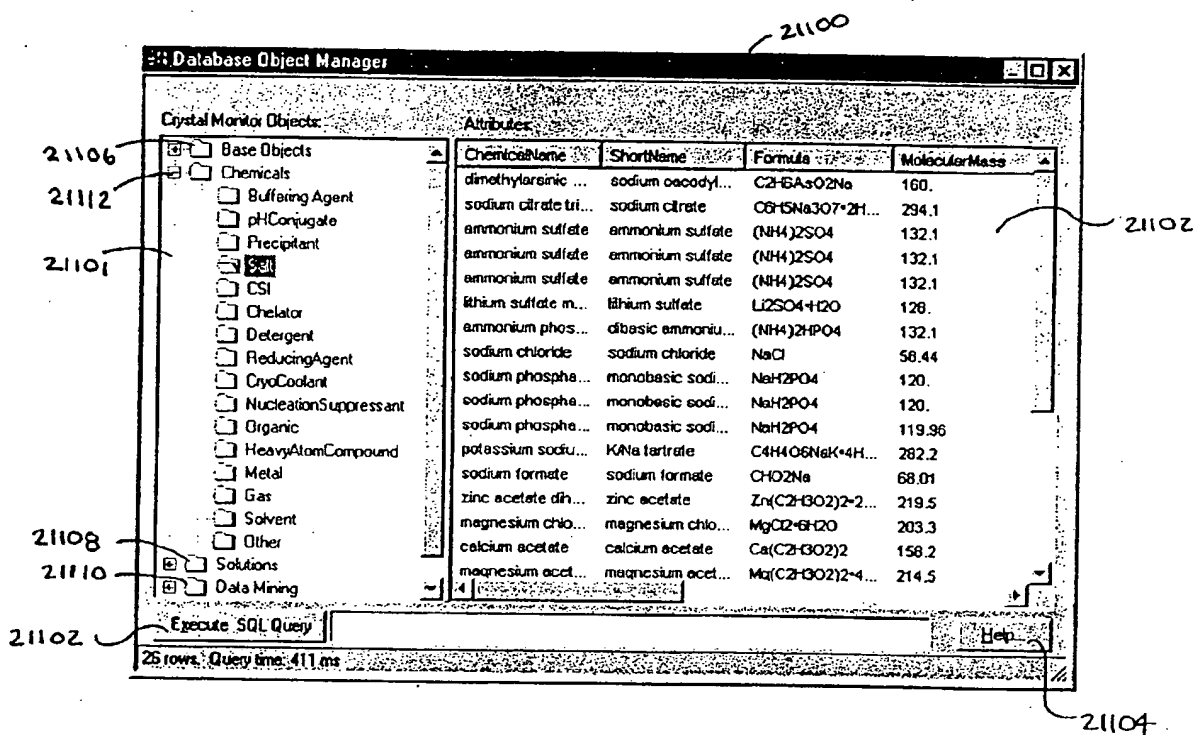 21100
Database Object Manager
Crystal Monitor Objects:
Attributes:
21106
Base Objects
21112
Chemicals
Buffering Agent
pHConjugate
Precipitant
21101
Salt
CSI
Chelator
Detergent
ReducingAgent
CryoCoolant
NucleationSuppressant
Organic
HeavyAtomCompound
Metal
Gas
Solvent
Other
21108
Solutions
21110
Data Mining
ChemicalName ShortName Formula MolecularMass
dimethylarsinic ... sodium cacodyl... C2H6AsO2Na 160.
sodium citrate tri... sodium citrate C6H5Na3O7•2H... 294.1
21102
ammonium sulfate ammonium sulfate (NH4)2SO4 132.1
ammonium sulfate ammonium sulfate (NH4)2SO4 132.1
ammonium sulfate ammonium sulfate (NH4)2SO4 132.1
lithium sulfate m... lithium sulfate Li2SO4•H2O 128.
ammonium phos... dibasic ammoniu... (NH4)2HPO4 132.1
sodium chloride sodium chloride NaCl 58.44
sodium phospha... monobasic sodi... NaH2PO4 120.
sodium phospha... monobasic sodi... NaH2PO4 120.
sodium phospha... monobasic sodi... NaH2PO4 119.96
potassium sodiu... K/Na tartrate C4H4O6NaK•4H... 282.2
sodium formate sodium formate CHO2Na 68.01
zinc acetate dih... zinc acetate Zn(C2H3O2)2•2... 219.5
magnesium chlo... magnesium chlo... MgCl2•6H2O 203.3
calcium acetate calcium acetate Ca(C2H3O2)2 158.2
magnesium acet... magnesium acet... Mg(C2H3O2)2•4... 214.5
21102
Execute SQL Query
Help
26 rows, Query time: 411 ms
21104